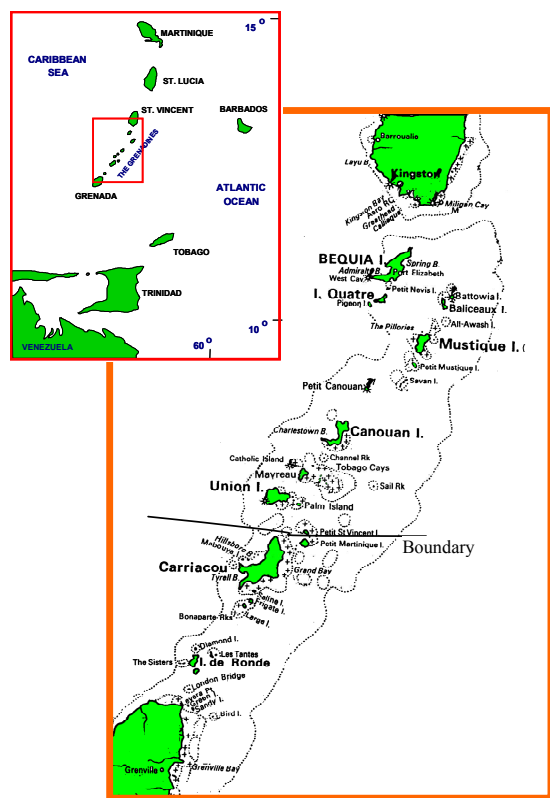 15 o
MARTINIQUE
CARIBBEAN
SEA
ST. LUCIA
ST. VINCENT
BARBADOS
THE GRENADINES
ATLANTIC
OCEAN
GRENADA
TOBAGO
TRINIDAD
10 o
VENEZUELA
60 o
Barrouallie
Layu B.
Kingston
Milligan Cay
Calliaqua
BEQUIA I.
Spring B.
Admiralty B.
Port Elizabeth
West Cay
Petit Nevis I.
I. Quatre
Pigeon I.
Battowia I.
Baliceaux I.
All-Awash I.
The Pillories
Mustique I. (
Petit Mustique I.
Savan I.
Petit Canouan
Charlestown B.
Canouan I.
Catholic Island
Channel Rk
Mayreau
Tobago Cays
Union I.
Sail Rk
Palm Island
Petit St Vincent I.
Petit Martinique I.
Boundary
Hillsboro B.
Carriacou
Tyrell B.
Grand Bay
Frigate I.
Bonaparte Rks
Large I.
Diamond I.
Les Tantes
The Sisters
I. de Ronde
London Bridge
Green I.
Sandy I.
Bird I.
Grenville
Grenville Bay